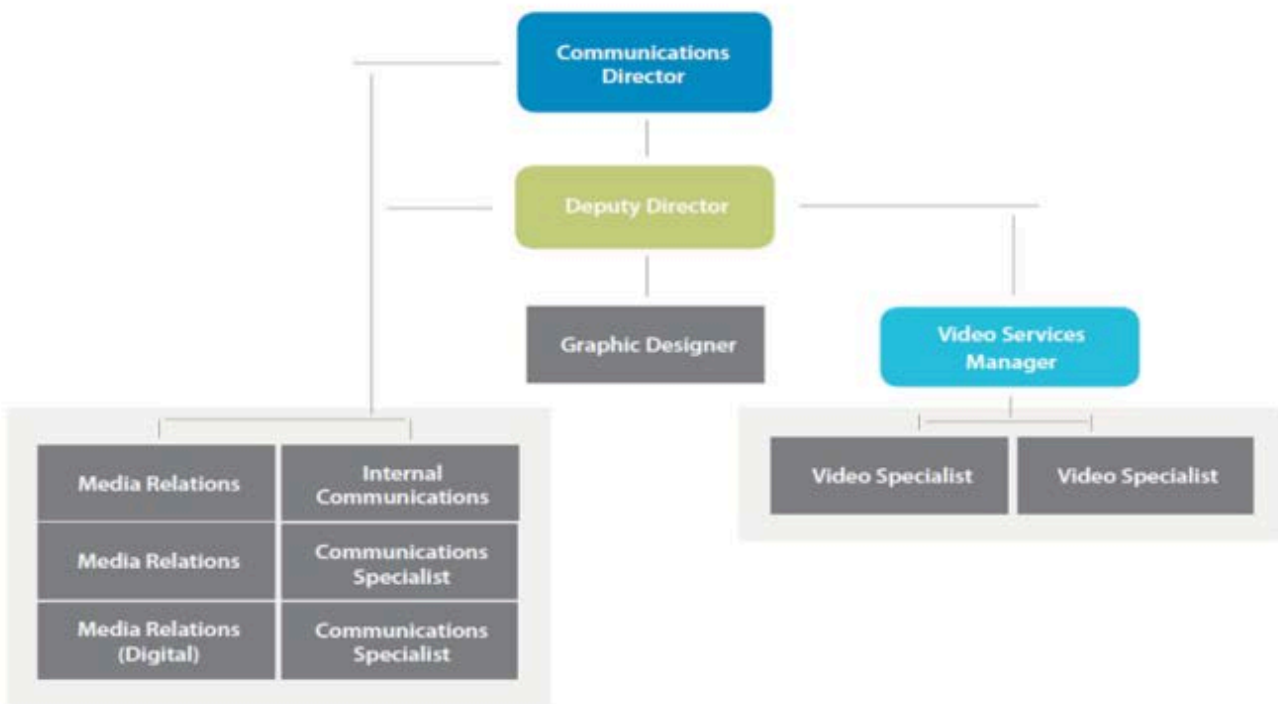 Communications
Director
Deputy Director
Graphic Designer
Video Services
Manager
Media Relations
Internal
Communications
Media Relations
Communications
Specialist
Media Relations
(Digital)
Communications
Specialist
Video Specialist
Video Specialist